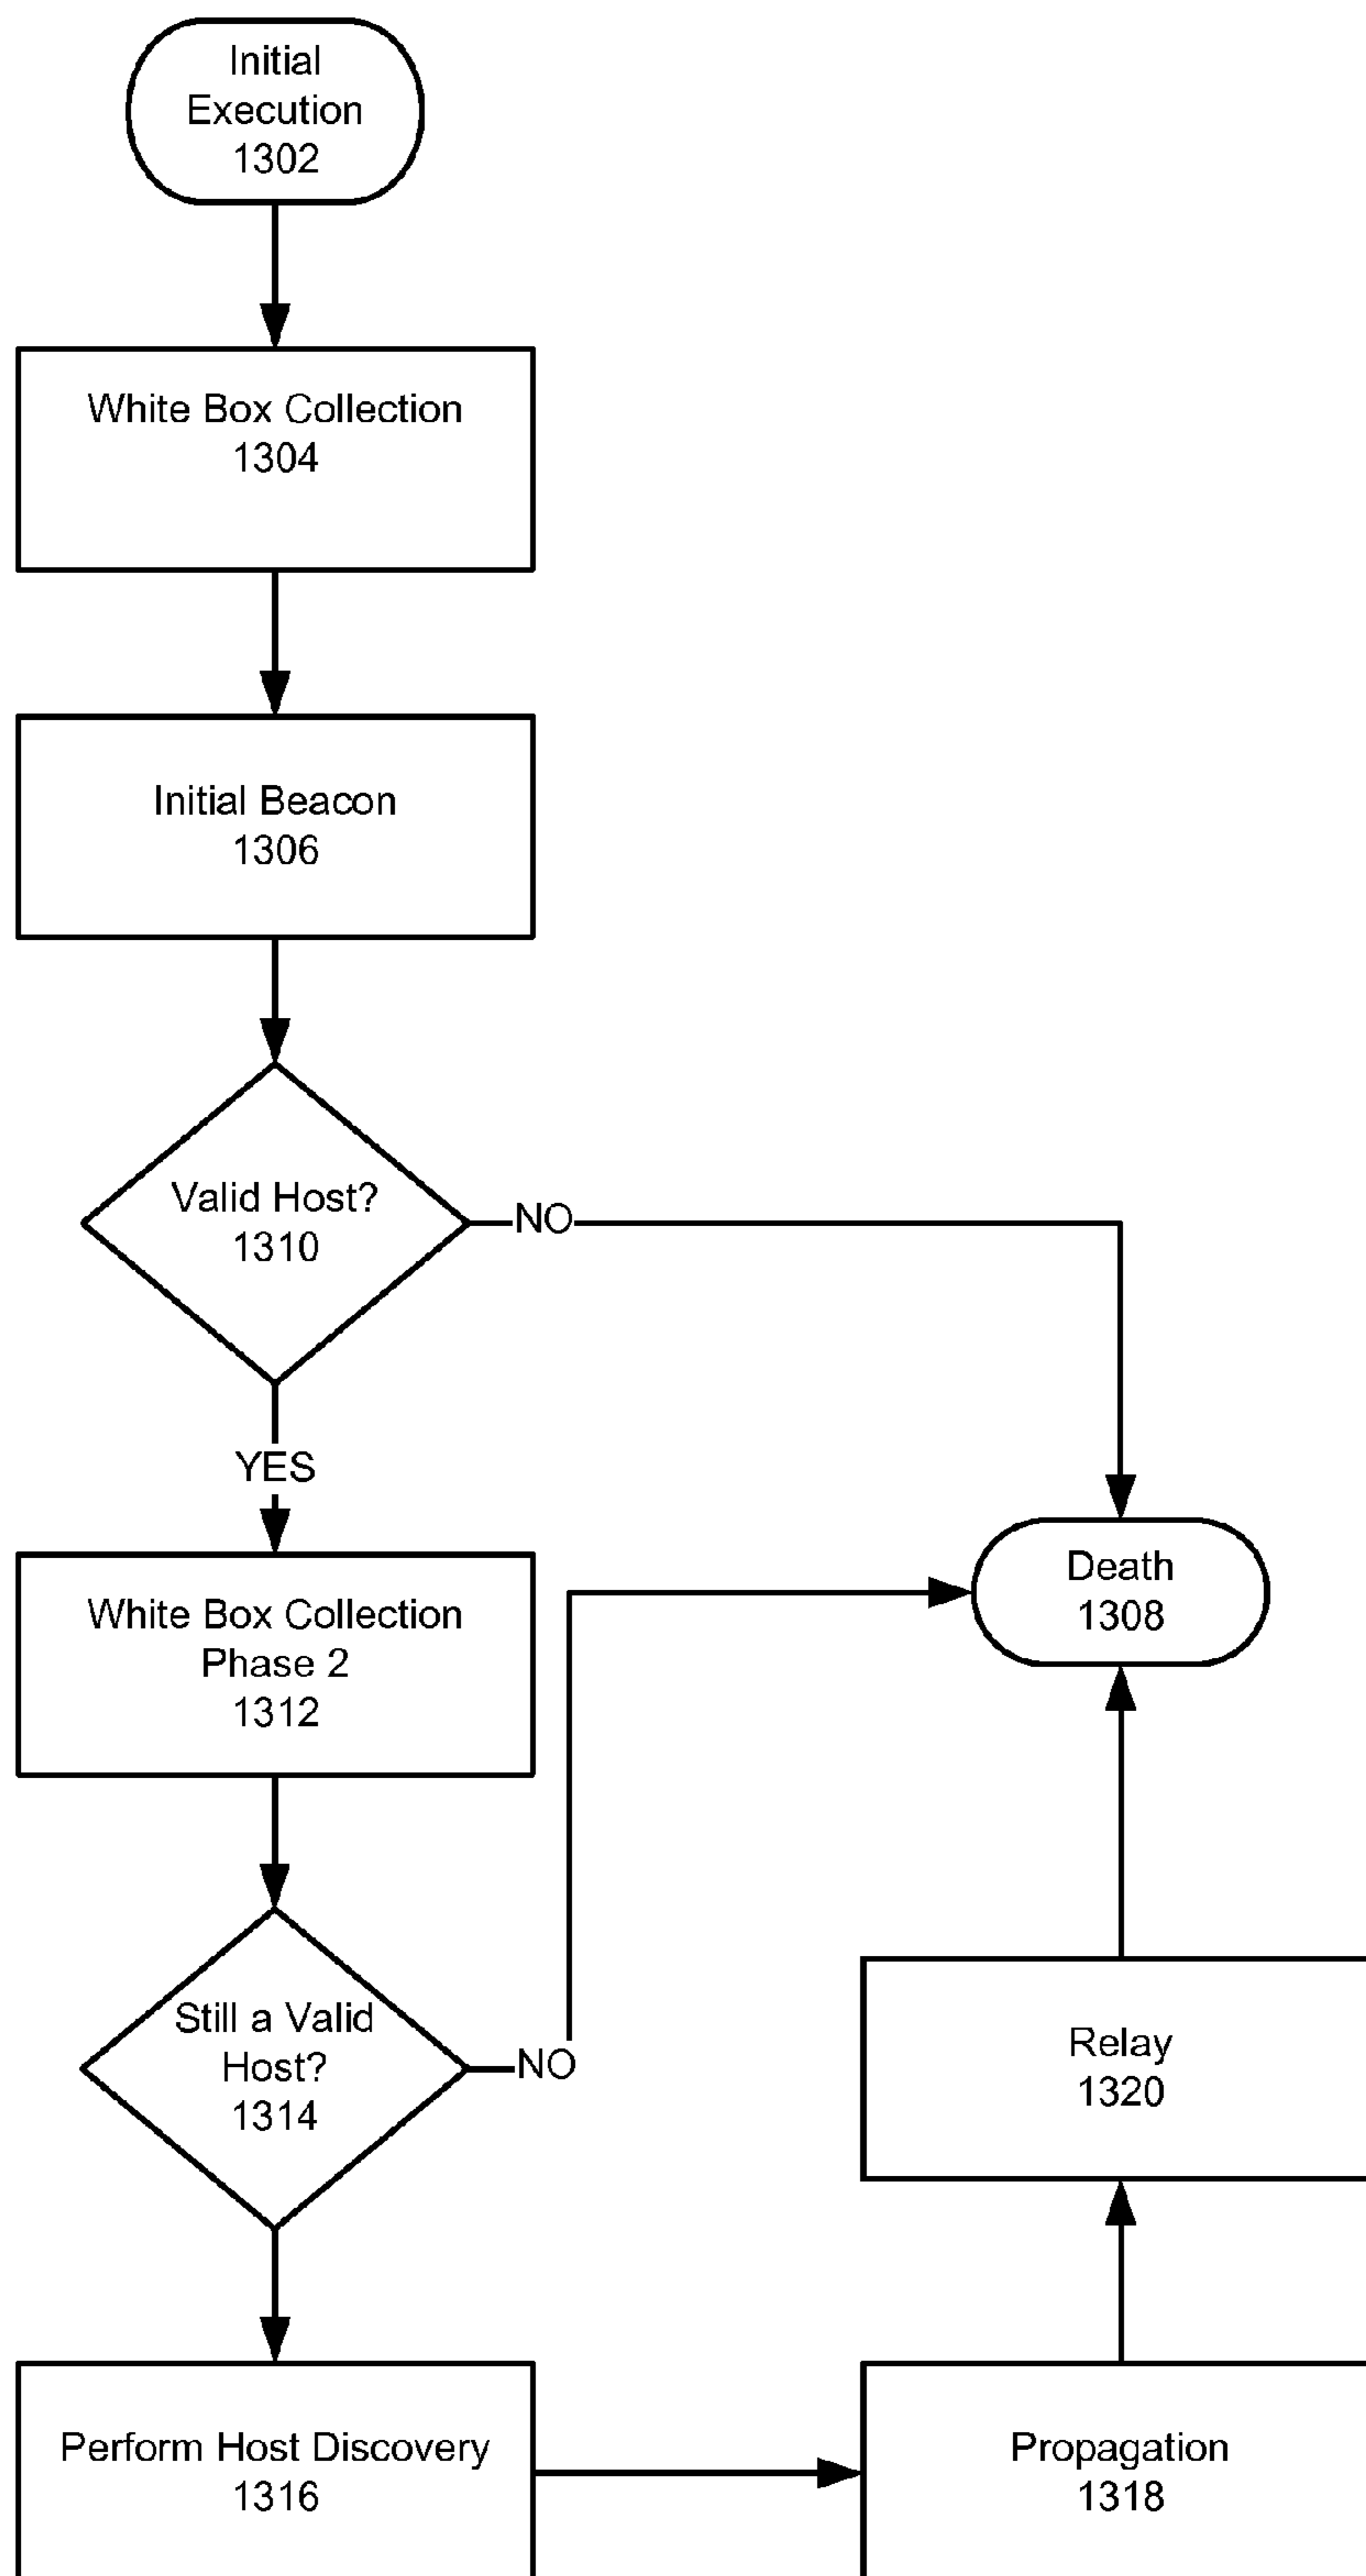 Initial
Execution
1302
White Box Collection
1304
Initial Beacon
1306
Valid Host?
1310
NO
YES
White Box Collection
Phase 2
1312
Death
1308
Still a Valid
Host?
1314
NO
Relay
1320
Perform Host Discovery
1316
Propagation
1318